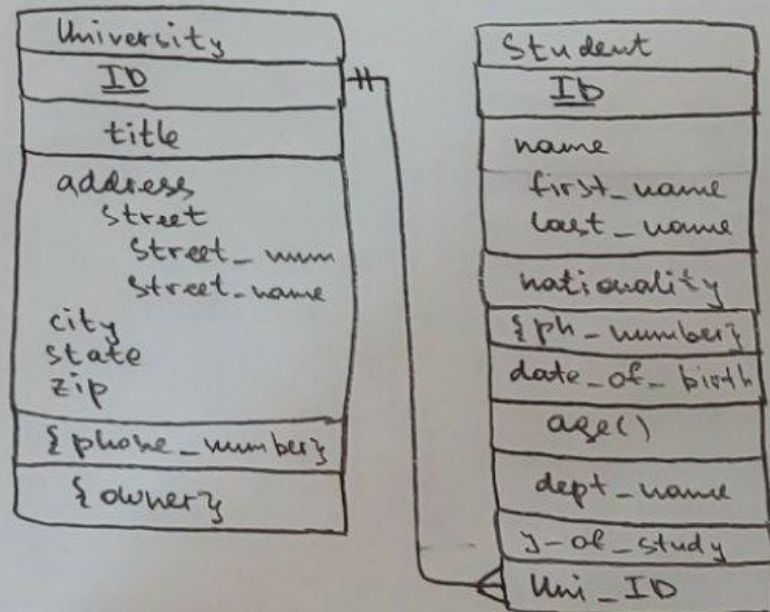 University
ID
title
address
street
street_num
street_name
city
state
zip
{phone_number}
{owner}
Student
ID
name
first_name
last_name
nationality
{ph_number}
date_of_birth
age()
dept_name
y_of_study
Uni_ID